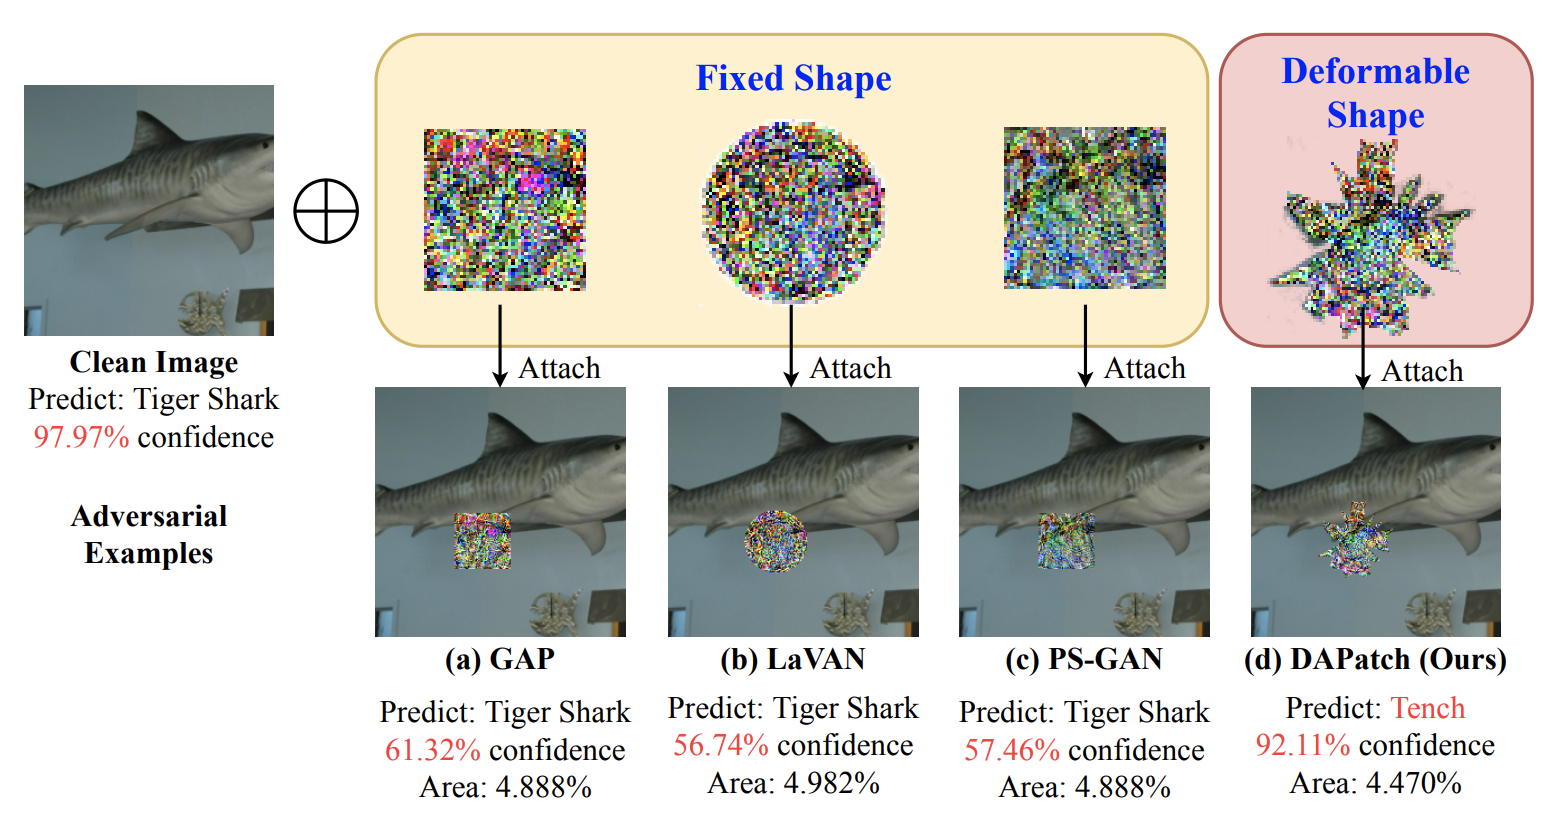 Fixed Shape
Deformable
Shape
Clean Image
Predict: Tiger Shark
97.97% confidence
Adversarial
Examples
Attach
Attach
Attach
Attach
(a) GAP
Predict: Tiger Shark
61.32% confidence
Area: 4.888%
(b) LaVAN
Predict: Tiger Shark
56.74% confidence
Area: 4.982%
(c) PS-GAN
Predict: Tiger Shark
57.46% confidence
Area: 4.888%
(d) DAPatch (Ours)
Predict: Tench
92.11% confidence
Area: 4.470%